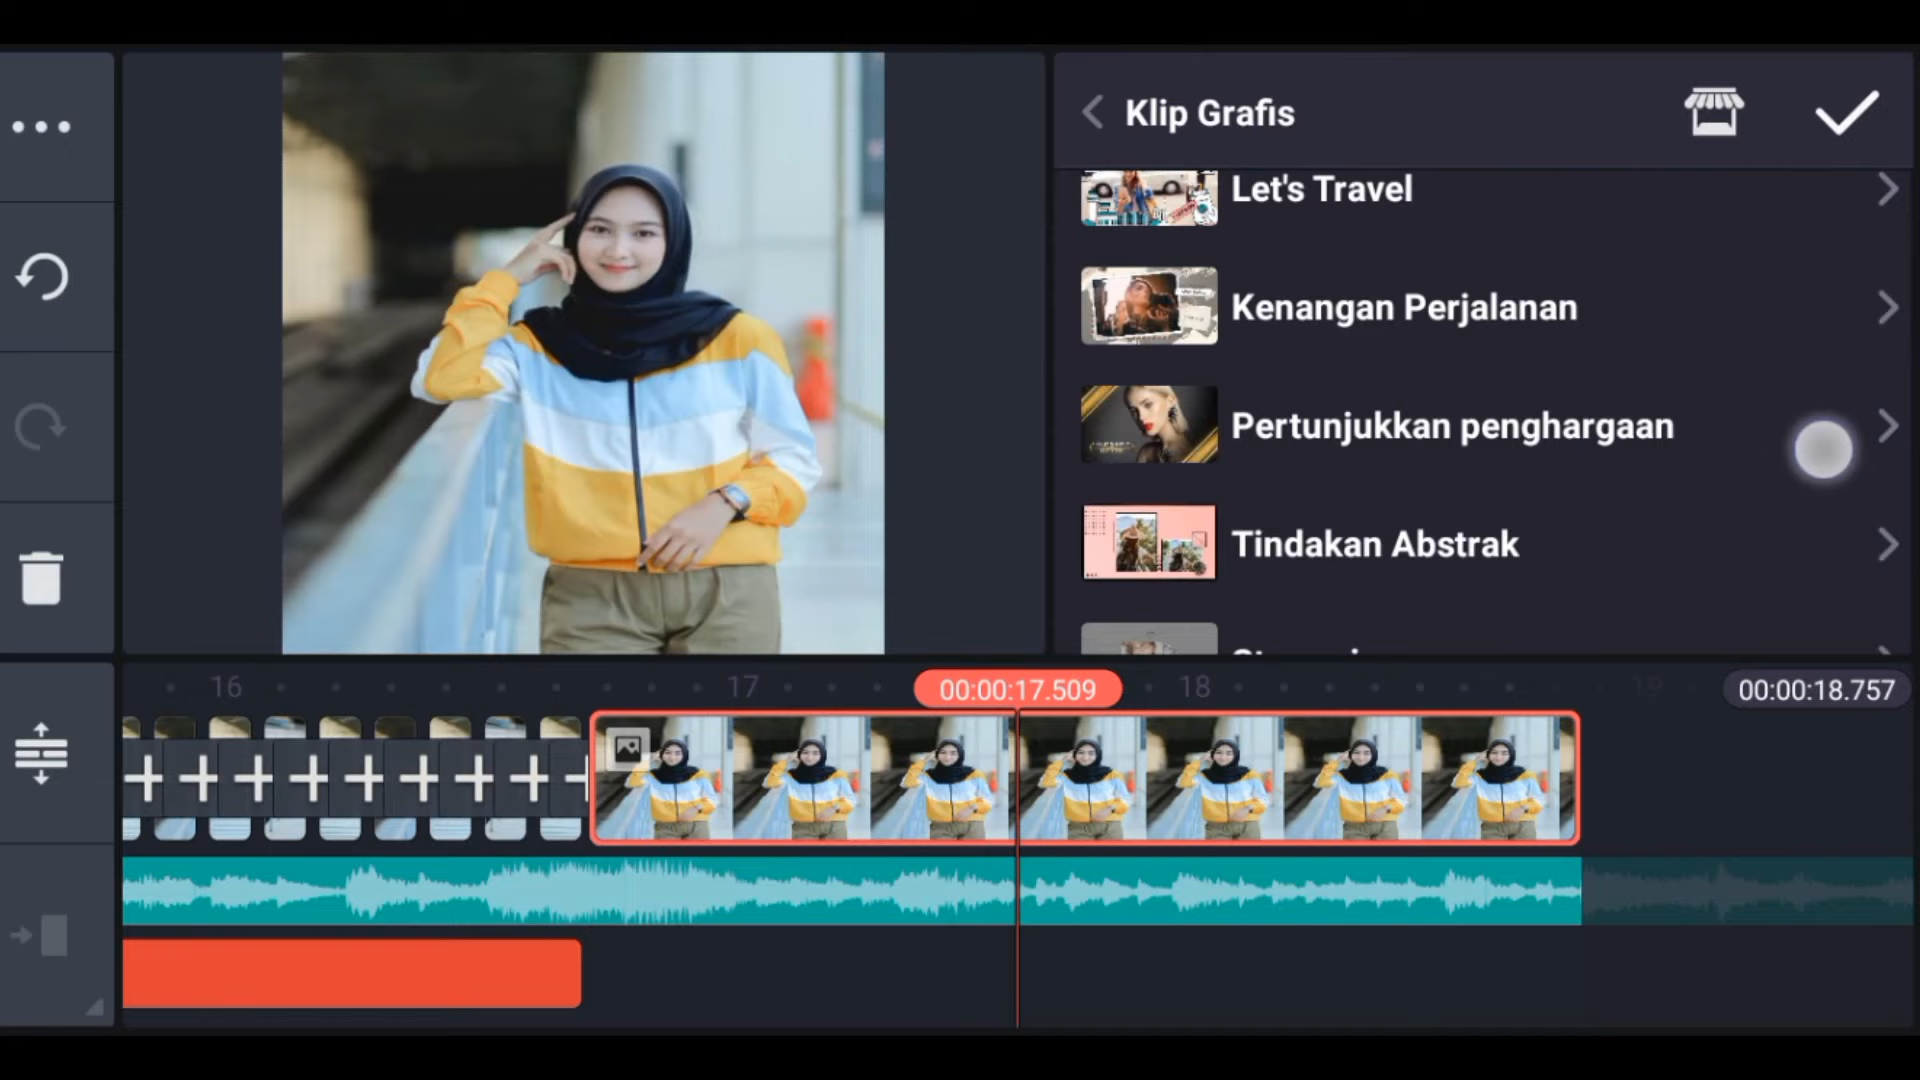 Klip Grafis
Let's Travel
Kenangan Perjalanan
Pertunjukkan penghargaan
Tindakan Abstrak
16
17
00:00:17.509
18
19
00:00:18.757